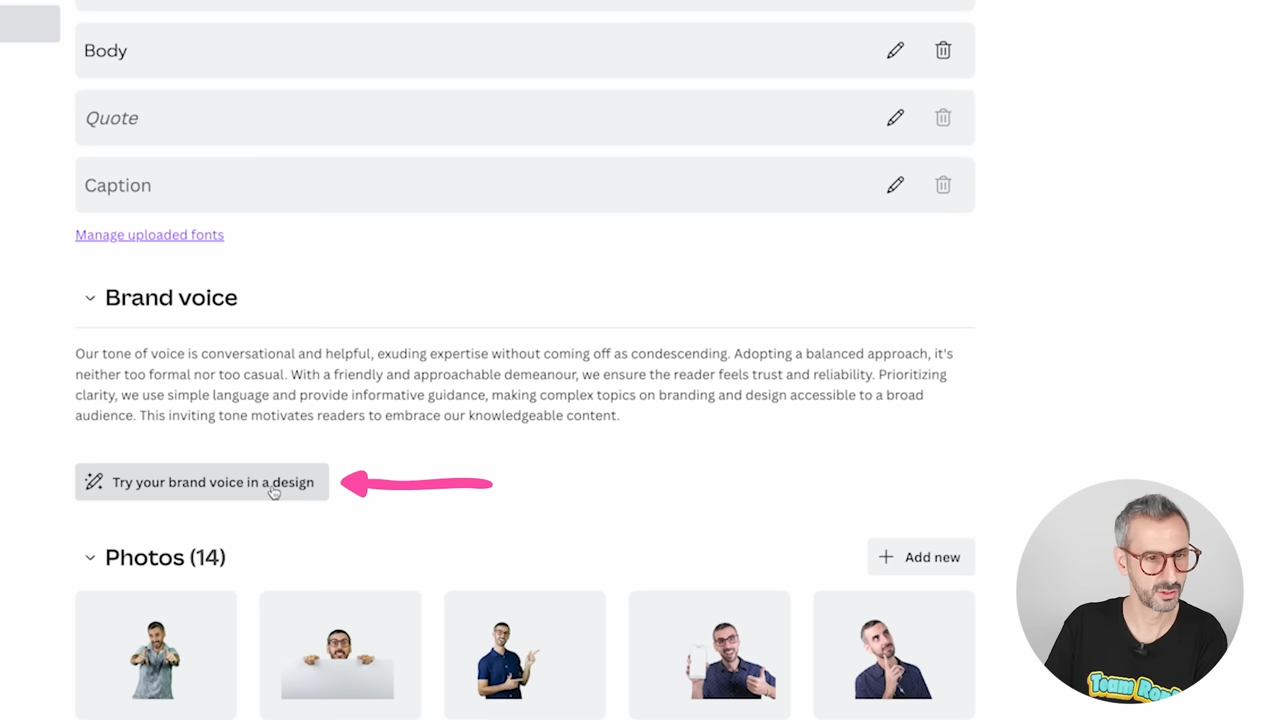 Body
Quote
Caption
Manage uploaded fonts
Brand voice
Our tone of voice is conversational and helpful, exuding expertise without coming off as condescending. Adopting a balanced approach, it's
neither too formal nor too casual. With a friendly and approachable demeanour, we ensure the reader feels trust and reliability. Prioritizing
clarity, we use simple language and provide informative guidance, making complex topics on branding and design accessible to a broad
audience. This inviting tone motivates readers to embrace our knowledgeable content.
Try your brand voice in a design
Photos (14)
Add new
Team